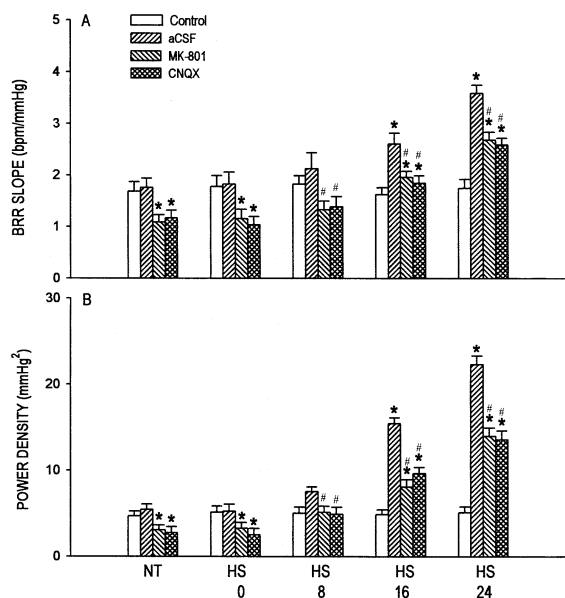 A
Control
aCSF
MK-801
CNQX
BRR SLOPE (bpm/mmHg)
5
4
3
2
1
0
* *
* *
# #
* # * # *
* # * # *
B
POWER DENSITY (mmHg²)
30
20
10
0
* *
* *
# #
* # * # *
* # * # *
NT HS HS HS HS
0 8 16 24